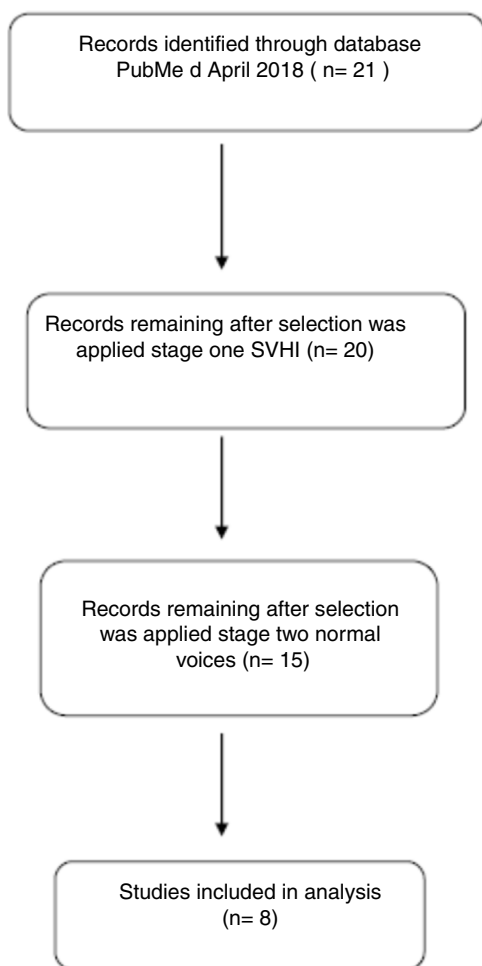 Records identified through database
PubMe d April 2018 ( n= 21 )
Records remaining after selection was
applied stage one SVHI (n= 20)
Records remaining after selection
was applied stage two normal
voices (n= 15)
Studies included in analysis
(n= 8)